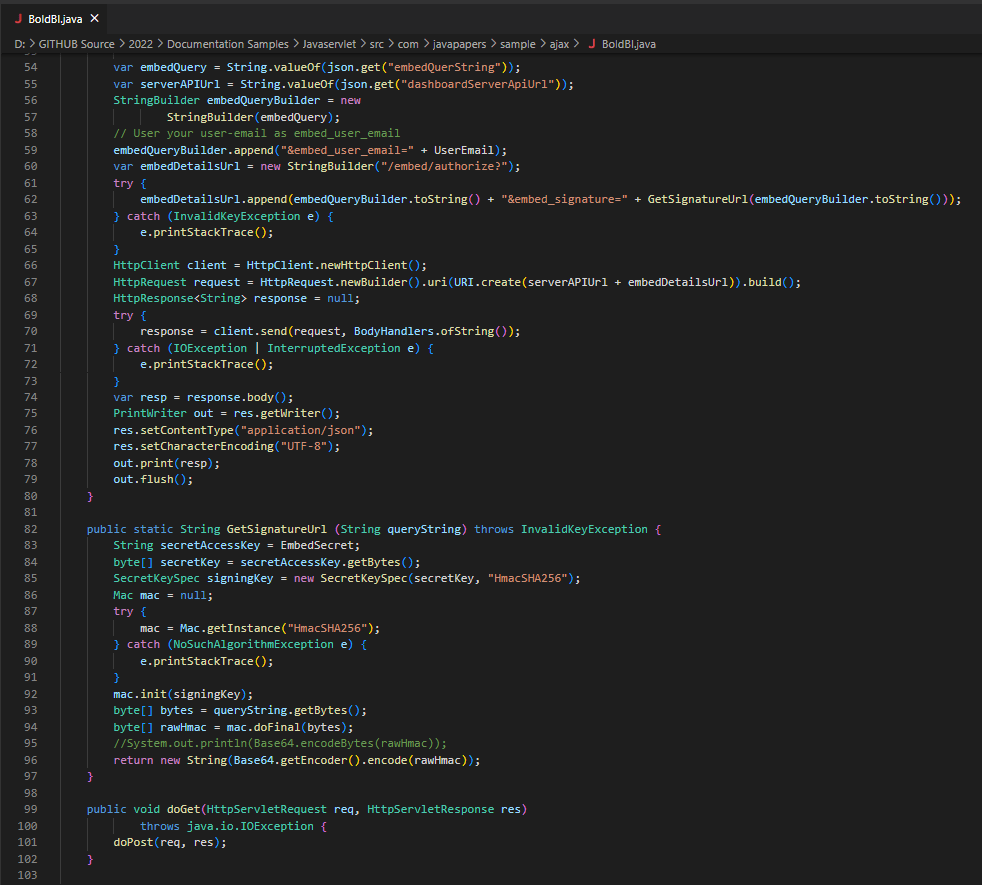 J BoldBI.java ×
D: > GITHUB Source > 2022 > Documentation Samples > Javaservlet > src > com > javapapers > sample > ajax > J BoldBI.java
54 var embedQuery = String.valueOf(json.get("embedQuerString"));
55 var serverAPIUrl = String.valueOf(json.get("dashboardServerApiUrl"));
56 StringBuilder embedQueryBuilder = new
57 StringBuilder(embedQuery);
58 // User your user-email as embed_user_email
59 embedQueryBuilder.append("&embed_user_email=" + UserEmail);
60 var embedDetailsUrl = new StringBuilder("/embed/authorize?");
61 try {
62 embedDetailsUrl.append(embedQueryBuilder.toString() + "&embed_signature=" + GetSignatureUrl(embedQueryBuilder.toString()));
63 } catch (InvalidKeyException e) {
64 e.printStackTrace();
65 }
66 HttpClient client = HttpClient.newHttpClient();
67 HttpRequest request = HttpRequest.newBuilder().uri(URI.create(serverAPIUrl + embedDetailsUrl)).build();
68 HttpResponse<String> response = null;
69 try {
70 response = client.send(request, BodyHandlers.ofString());
71 } catch (IOException | InterruptedException e) {
72 e.printStackTrace();
73 }
74 var resp = response.body();
75 PrintWriter out = res.getWriter();
76 res.setContentType("application/json");
77 res.setCharacterEncoding("UTF-8");
78 out.print(resp);
79 out.flush();
80 }
81
82 public static String GetSignatureUrl (String queryString) throws InvalidKeyException {
83 String secretAccessKey = EmbedSecret;
84 byte[] secretKey = secretAccessKey.getBytes();
85 SecretKeySpec signingKey = new SecretKeySpec(secretKey, "HmacSHA256");
86 Mac mac = null;
87 try {
88 mac = Mac.getInstance("HmacSHA256");
89 } catch (NoSuchAlgorithmException e) {
90 e.printStackTrace();
91 }
92 mac.init(signingKey);
93 byte[] bytes = queryString.getBytes();
94 byte[] rawHmac = mac.doFinal(bytes);
95 //System.out.println(Base64.encodeBytes(rawHmac));
96 return new String(Base64.getEncoder().encode(rawHmac));
97 }
98
99 public void doGet(HttpServletRequest req, HttpServletResponse res)
100 throws java.io.IOException {
101 doPost(req, res);
102 }
103